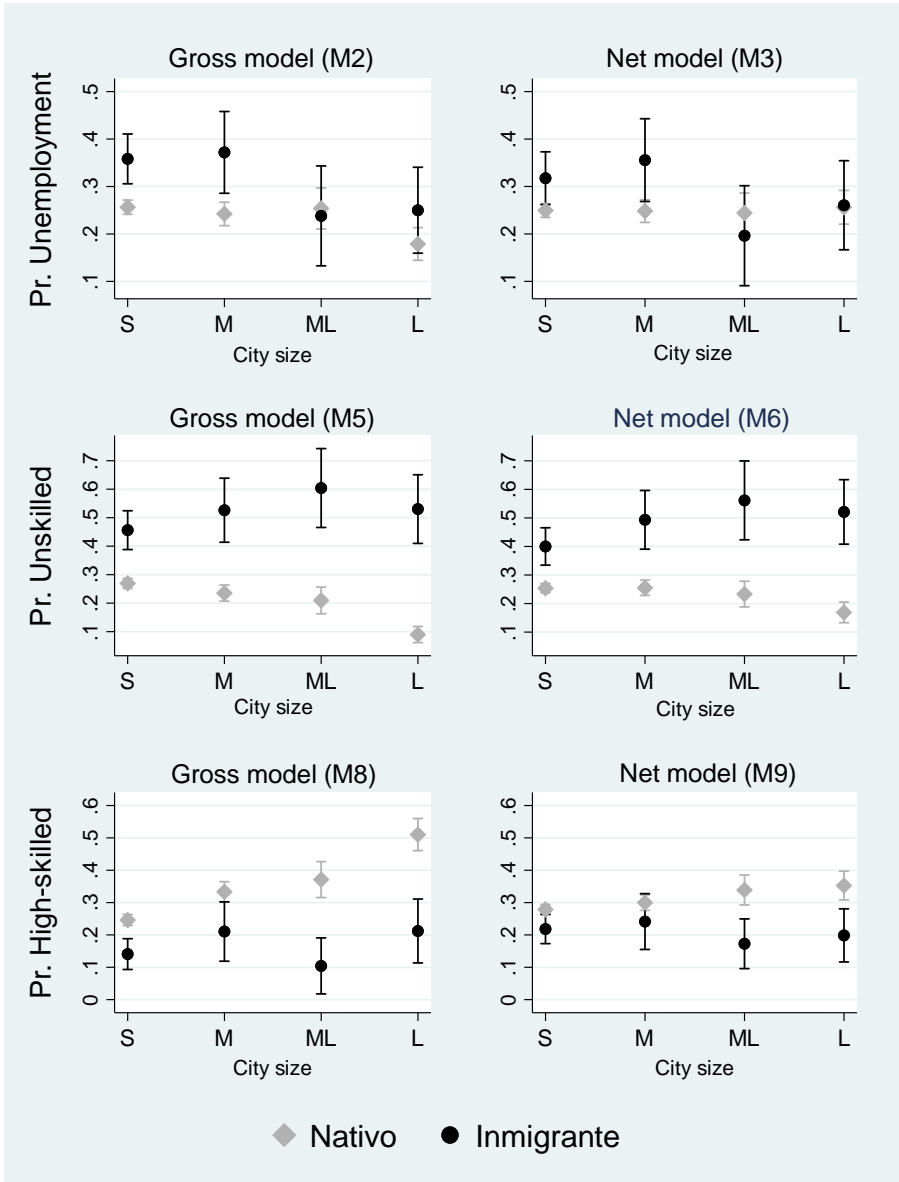 Gross model (M2)
Pr. Unemployment
.5
.4
.3
.2
.1
S M ML L
City size
Net model (M3)
.5
.4
.3
.2
.1
S M ML L
City size
Gross model (M5)
Pr. Unskilled
.7
.6
.5
.4
.3
.2
.1
S M ML L
City size
Net model (M6)
.7
.6
.5
.4
.3
.2
.1
S M ML L
City size
Gross model (M8)
Pr. High-skilled
.6
.5
.4
.3
.2
.1
0
S M ML L
City size
Net model (M9)
.6
.5
.4
.3
.2
.1
0
S M ML L
City size
Nativo Inmigrante